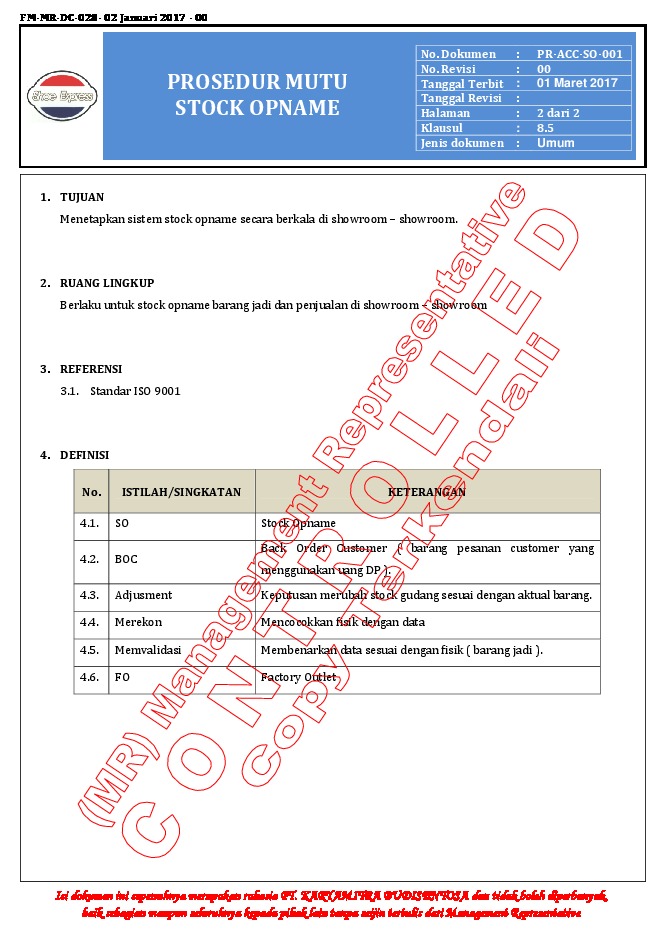 FM-MR-DC-028- 02 Januari 2017 - 00
Shoe Express
PROSEDUR MUTU
STOCK OPNAME
No. Dokumen : PR-ACC-SO-001
No. Revisi : 00
Tanggal Terbit : 01 Maret 2017
Tanggal Revisi :
Halaman : 2 dari 2
Klausul : 8.5
Jenis dokumen : Umum
1. TUJUAN
Menetapkan sistem stock opname secara berkala di showroom – showroom.
2. RUANG LINGKUP
Berlaku untuk stock opname barang jadi dan penjualan di showroom – showroom
3. REFERENSI
3.1. Standar ISO 9001
4. DEFINISI
No. ISTILAH/SINGKATAN KETERANGAN
4.1. SO Stock Opname
4.2. BOC Back Order Customer ( barang pesanan customer yang
menggunakan uang DP ).
4.3. Adjusment Keputusan merubah stock gudang sesuai dengan aktual barang.
4.4. Merekon Mencocokkan fisik dengan data
4.5. Memvalidasi Membenarkan data sesuai dengan fisik ( barang jadi ).
4.6. FO Factory Outlet
(MR) Management Representative
CONTROLLED
Copy Terkendali
Isi dokumen ini sepenuhnya merupakan rahasia PT. KARYAMITRA BUDISENTOSA dan tidak boleh diperbanyak,
baik sebagian maupun seluruhnya kepada pihak lain tanpa seijin tertulis dari Management Representative